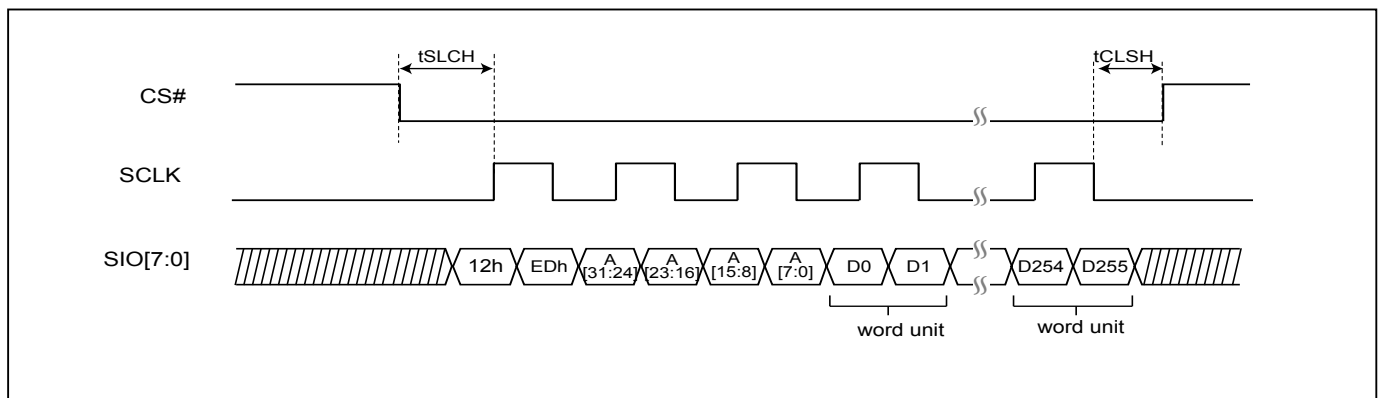 tSLCH
tCLSH
CS#
SCLK
SIO[7:0]
12h
EDh
A
[31:24]
A
[23:16]
A
[15:8]
A
[7:0]
D0
D1
D254
D255
word unit
word unit